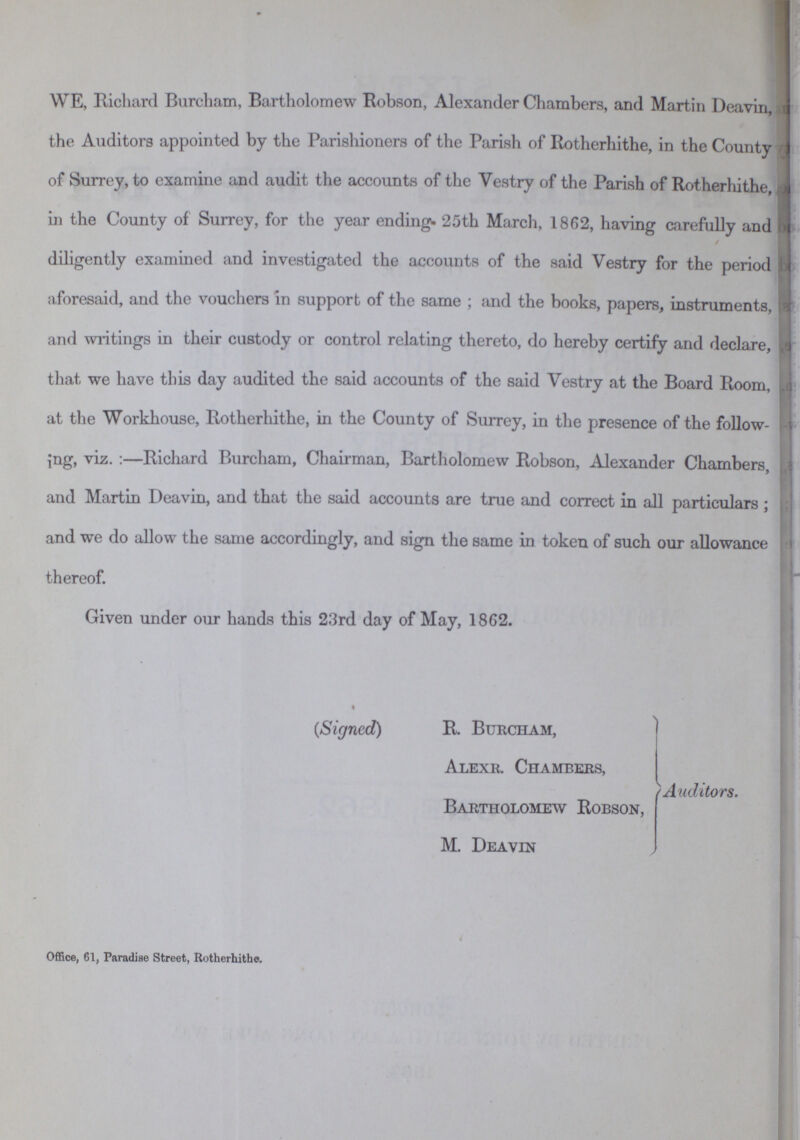 WE, Richard Burcham, Bartholomew Robson, Alexander Chambers, and Martin Deavin,
the Auditors appointed by the Parishioners of the Parish of Rotherhithe, in the County
of Surrey, to examine and audit the accounts of the Vestry of the Parish of Rotherhithe,
in the County of Surrey, for the year ending 25th March, 1862, having carefully and
diligently examined and investigated the accounts of the said Vestry for the period
aforesaid, and the vouchers in support of the same ; and the books, papers, instruments,
and writings in their custody or control relating thereto, do hereby certify and declare,
that we have this day audited the said accounts of the said Vestry at the Board Room,
at the Workhouse, Rotherhithe, in the County of Surrey, in the presence of the follow-
ing, viz. :—Richard Burcham, Chairman, Bartholomew Robson, Alexander Chambers,
and Martin Deavin, and that the said accounts are true and correct in all particulars ;
and we do allow the same accordingly, and sign the same in token of such our allowance
thereof.
Given under our hands this 23rd day of May, 1862.
(Signed) R. BURCHAM,
ALEXR. CHAMBERS,
BARTHOLOMEW ROBSON,
M. DEAVIN
Auditors.
Office, 61, Paradise Street, Rotherhithe.